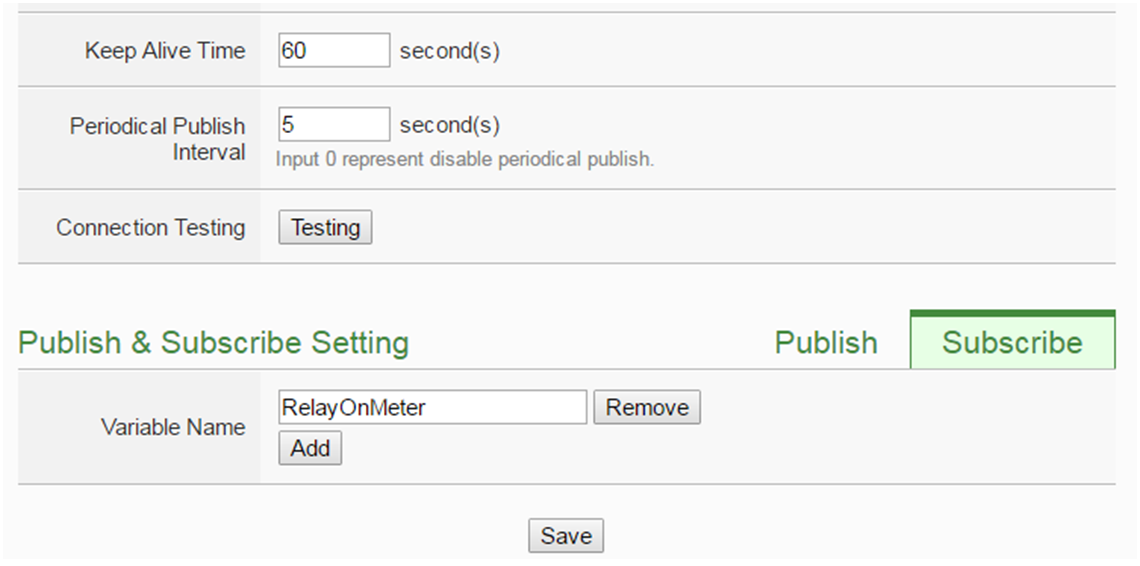 Keep Alive Time 60 second(s)
Periodical Publish Interval 5 second(s)
Input 0 represent disable periodical publish.
Connection Testing Testing
Publish & Subscribe Setting Publish Subscribe
Variable Name RelayOnMeter Remove
Add
Save